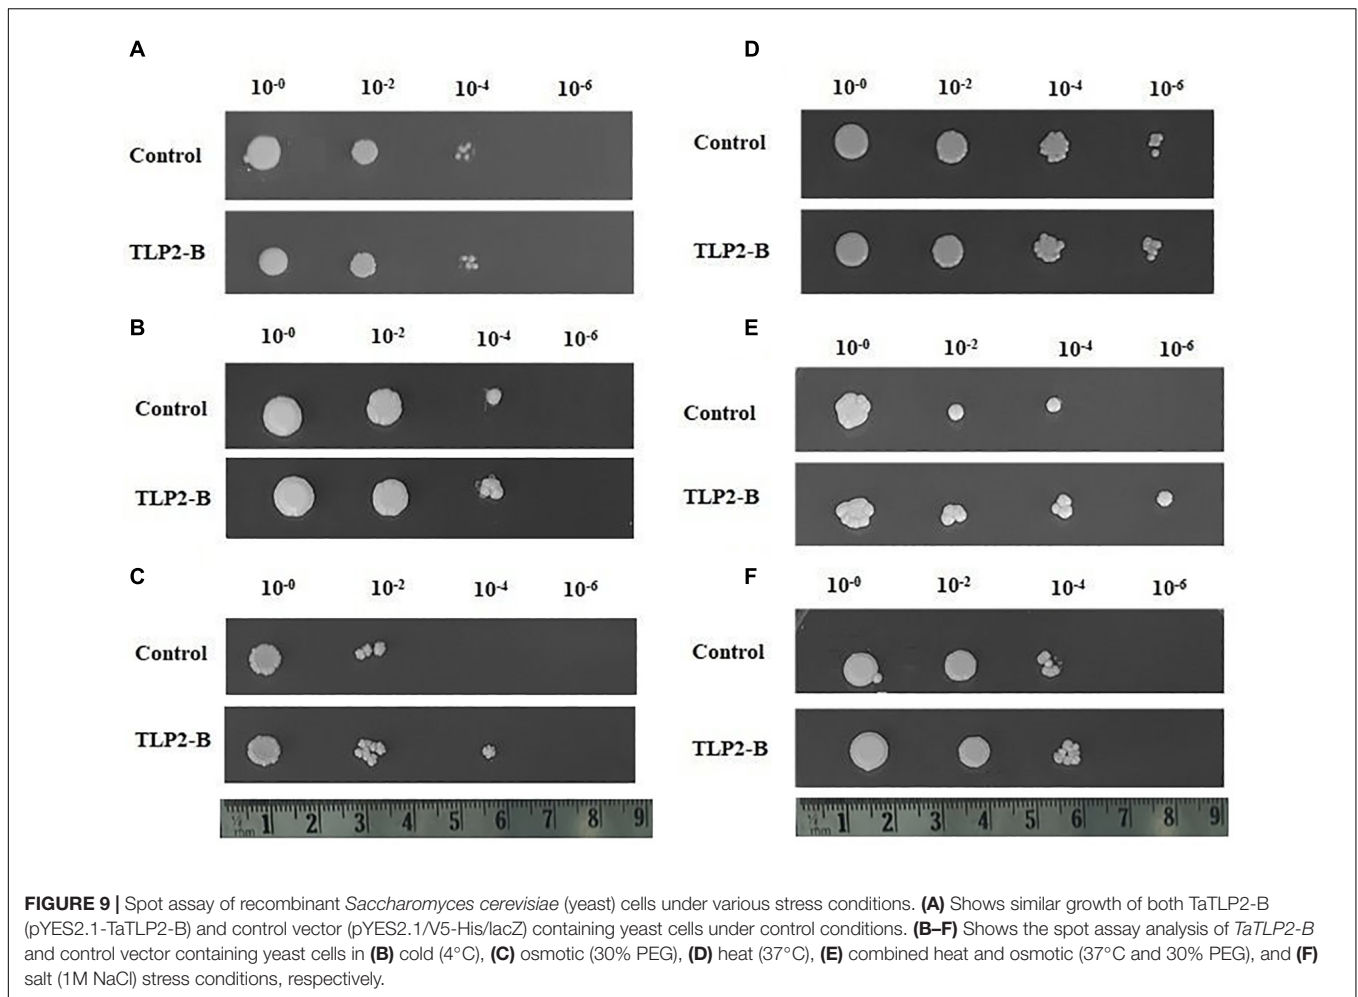 A
10-0 10-2 10-4 10-6
Control
TLP2-B
B
10-0 10-2 10-4 10-6
Control
TLP2-B
C
10-0 10-2 10-4 10-6
Control
TLP2-B
mm 1 2 3 4 5 6 7 8 9
D
10-0 10-2 10-4 10-6
Control
TLP2-B
E
10-0 10-2 10-4 10-6
Control
TLP2-B
F
10-0 10-2 10-4 10-6
Control
TLP2-B
mm 1 2 3 4 5 6 7 8 9
FIGURE 9 | Spot assay of recombinant Saccharomyces cerevisiae (yeast) cells under various stress conditions. (A) Shows similar growth of both TaTLP2-B
(pYES2.1-TaTLP2-B) and control vector (pYES2.1/V5-His/lacZ) containing yeast cells under control conditions. (B–F) Shows the spot assay analysis of TaTLP2-B
and control vector containing yeast cells in (B) cold (4°C), (C) osmotic (30% PEG), (D) heat (37°C), (E) combined heat and osmotic (37°C and 30% PEG), and (F)
salt (1M NaCl) stress conditions, respectively.